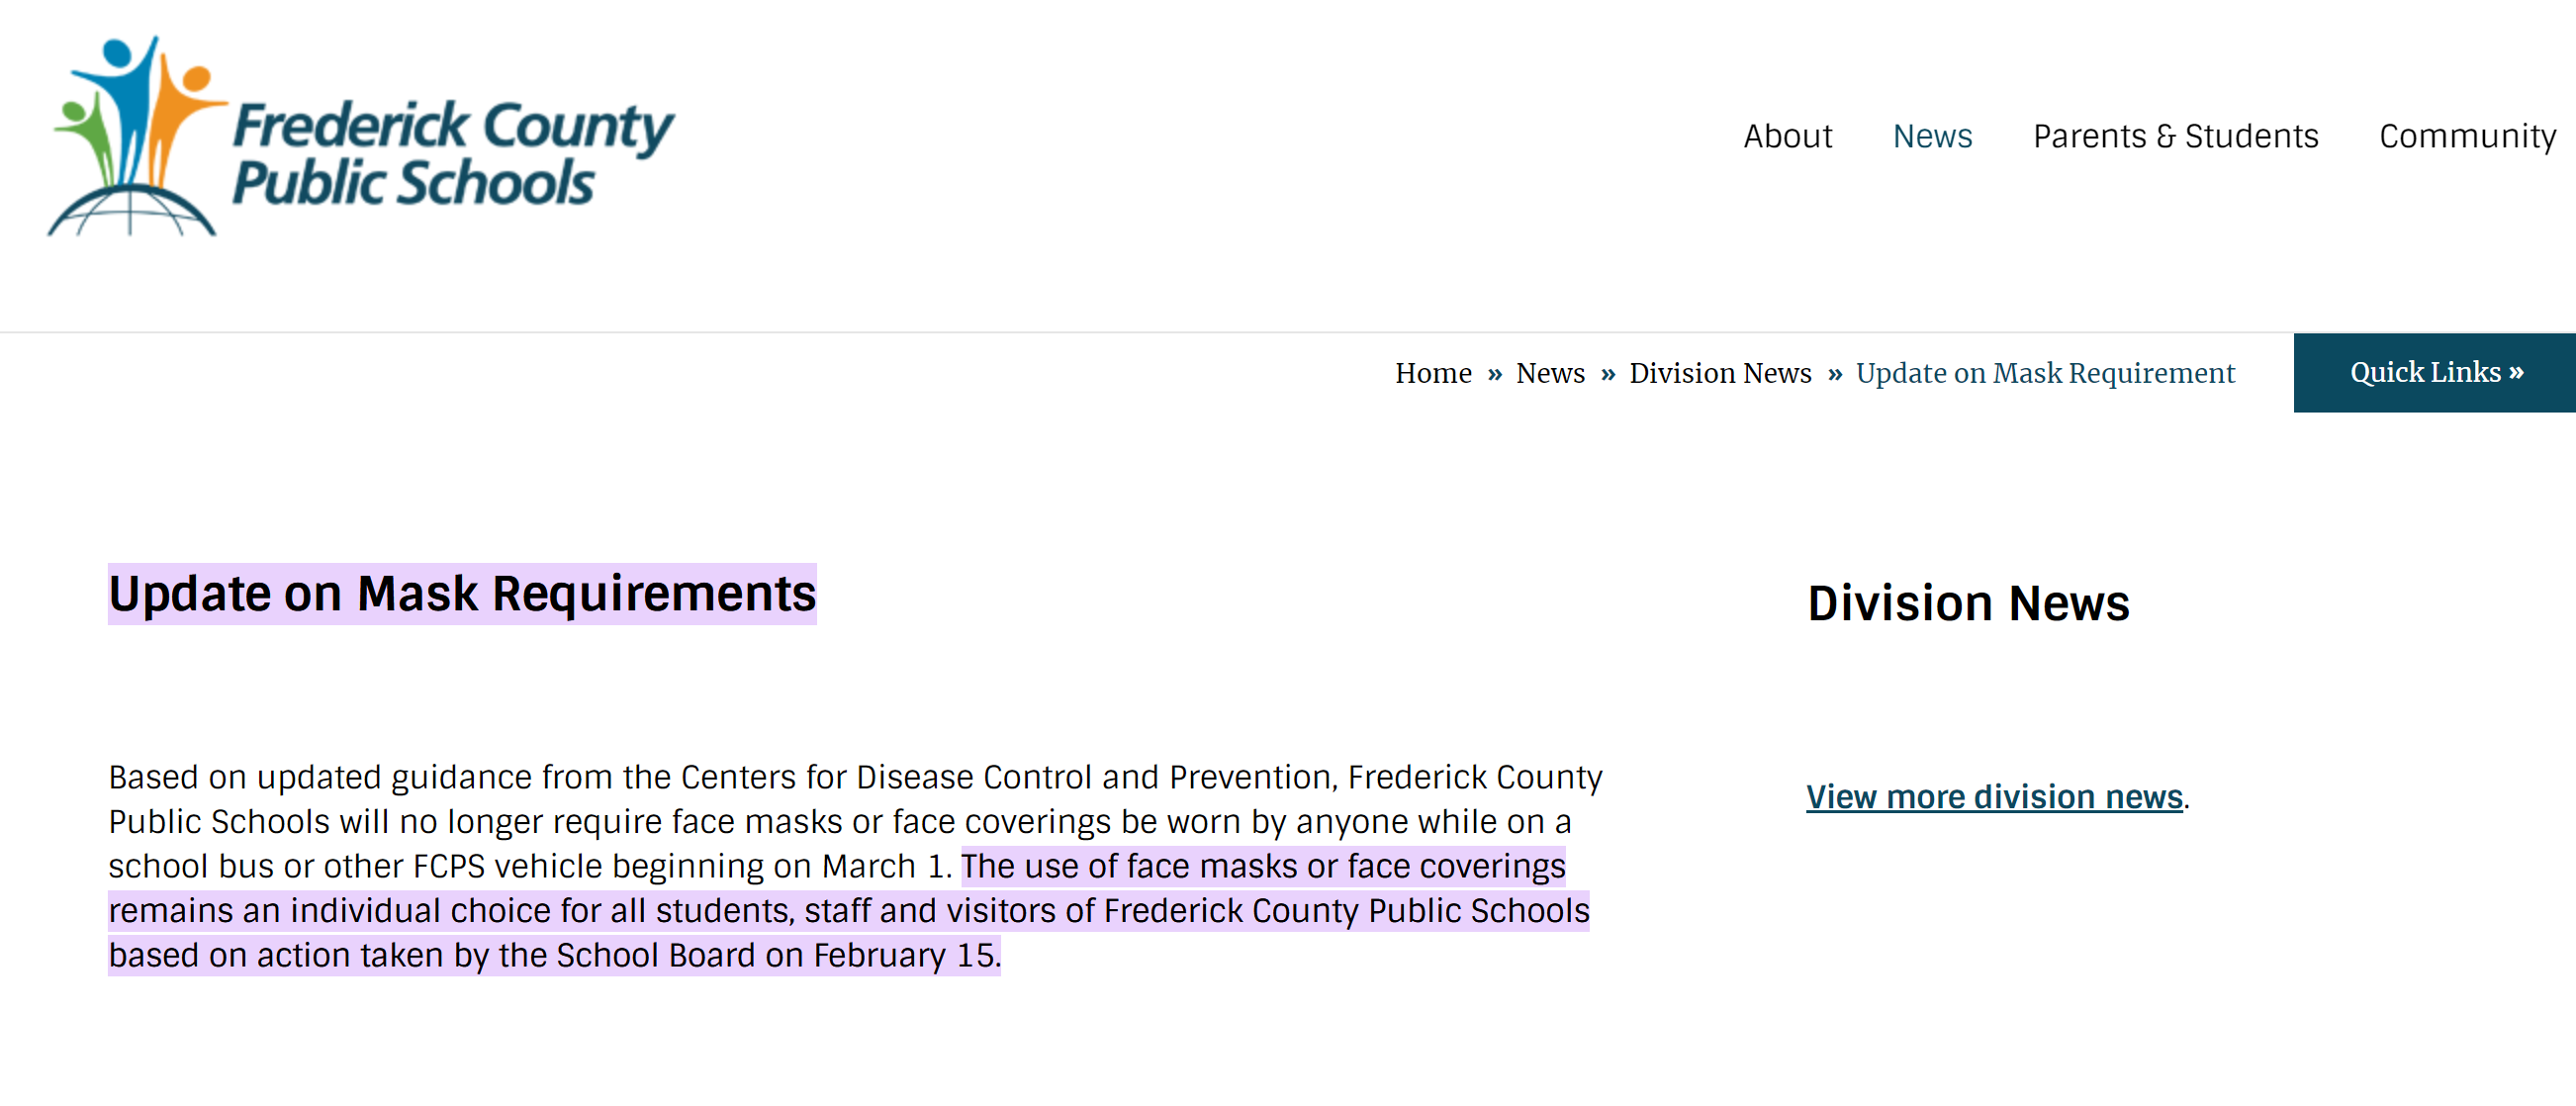 Frederick County
Public Schools
About News Parents & Students Community
Home » News » Division News » Update on Mask Requirement
Quick Links »
Update on Mask Requirements
Based on updated guidance from the Centers for Disease Control and Prevention, Frederick County
Public Schools will no longer require face masks or face coverings be worn by anyone while on a
school bus or other FCPS vehicle beginning on March 1. The use of face masks or face coverings
remains an individual choice for all students, staff and visitors of Frederick County Public Schools
based on action taken by the School Board on February 15.
Division News
View more division news.